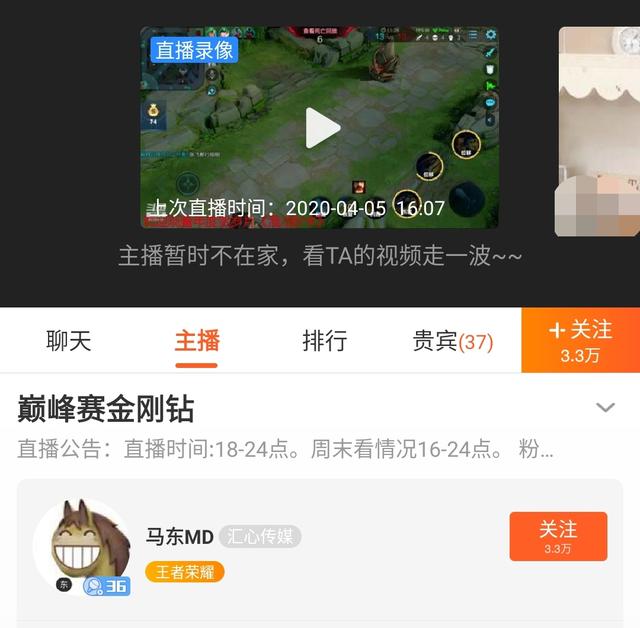 直播录像
上次直播时间：2020-04-05 16:07
主播暂时不在家，看TA的视频走一波~~
聊天
主播
排行
贵宾(37)
+关注
3.3万
巅峰赛金刚钻
直播公告：直播时间:18-24点。周末看情况16-24点。 粉...
马东MD
汇心传媒
王者荣耀
东
36
关注
3.3万